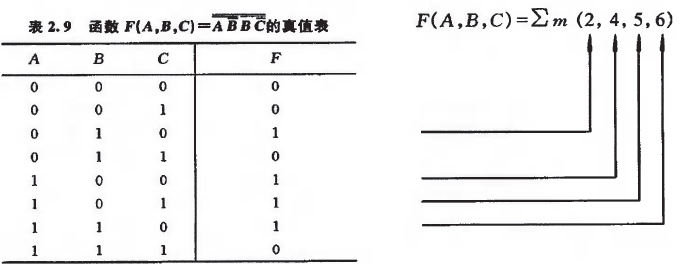 表 2.9 函数 F(A,B,C)=$\overline{\overline{A\overline{B}}\,\overline{B\overline{C}}}$的真值表
F(A,B,C)=∑m (2,4,5,6)
A B C F
0 0 0 0
0 0 1 0
0 1 0 1
0 1 1 0
1 0 0 1
1 0 1 1
1 1 0 1
1 1 1 0